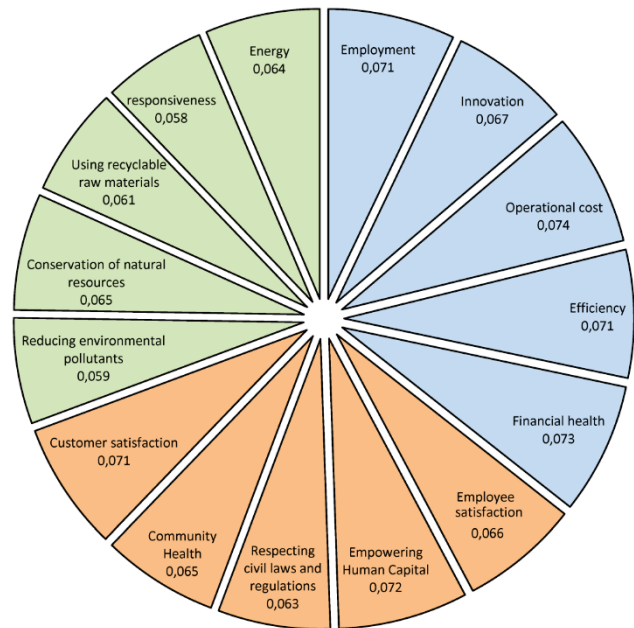 Employment
0,071
Innovation
0,067
Operational cost
0,074
Efficiency
0,071
Financial health
0,073
Employee
satisfaction
0,066
Empowering
Human Capital
0,072
Respecting
civil laws and
regulations
0,063
Community
Health
0,065
Customer satisfaction
0,071
Reducing environmental
pollutants
0,059
Conservation of natural
resources
0,065
Using recyclable
raw materials
0,061
responsiveness
0,058
Energy
0,064